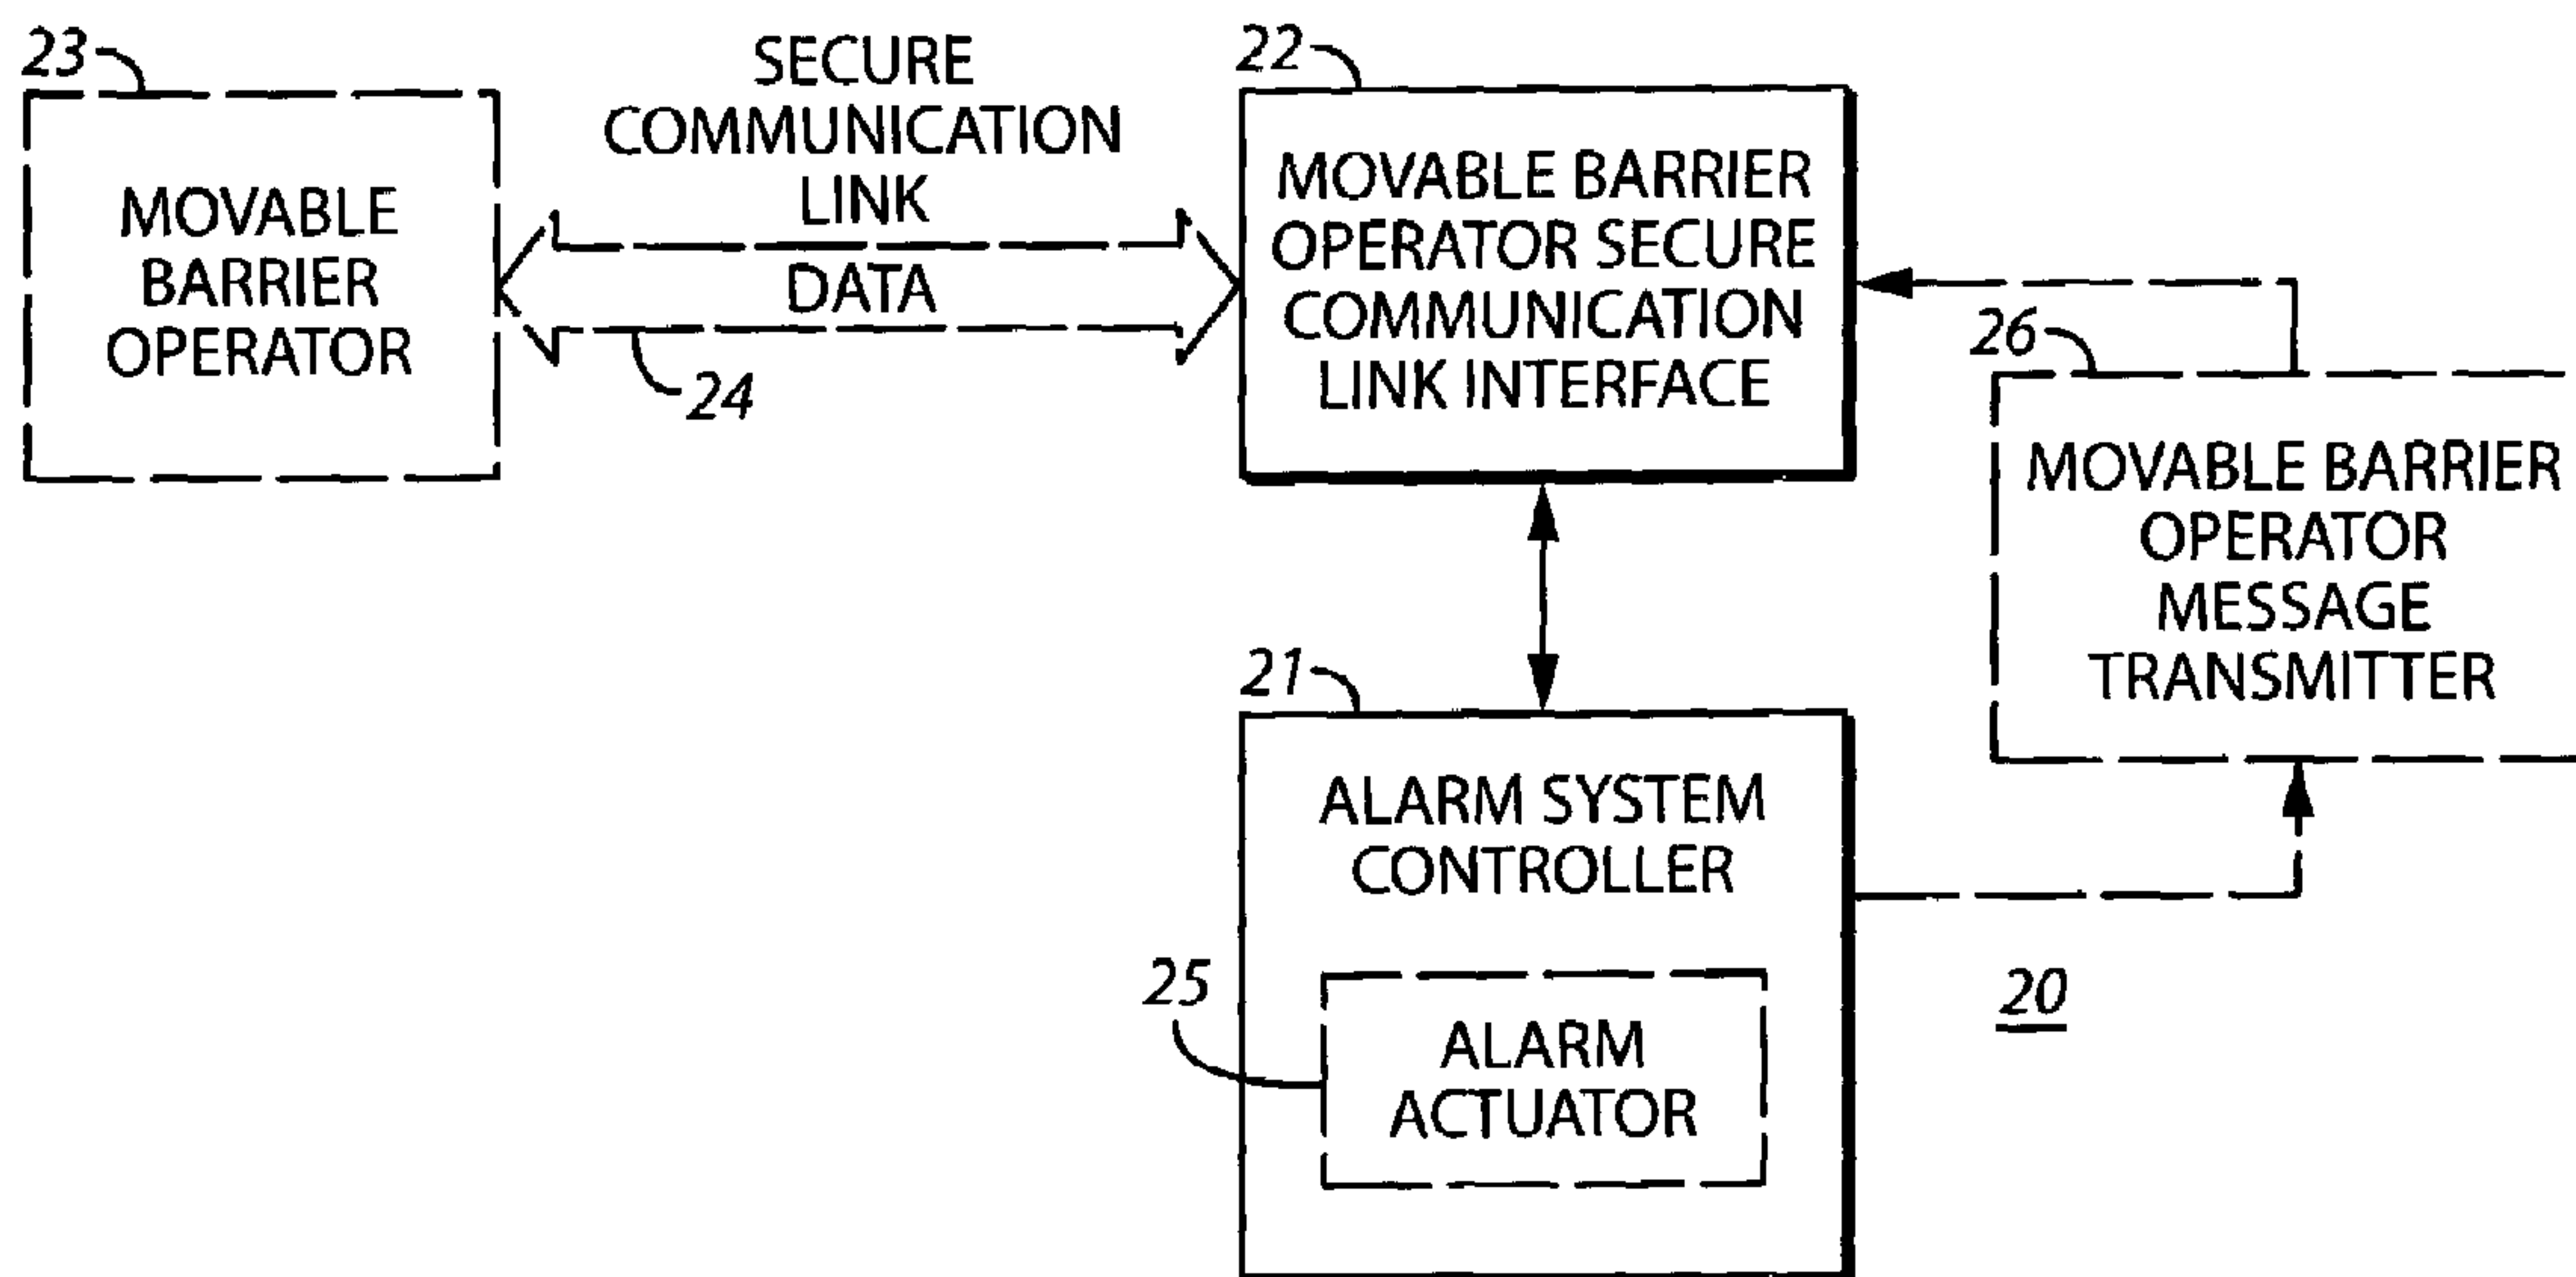 23
MOVABLE
BARRIER
OPERATOR
SECURE
COMMUNICATION
LINK
DATA
24
22
MOVABLE BARRIER
OPERATOR SECURE
COMMUNICATION
LINK INTERFACE
26
MOVABLE BARRIER
OPERATOR
MESSAGE
TRANSMITTER
21
ALARM SYSTEM
CONTROLLER
25
ALARM
ACTUATOR
20